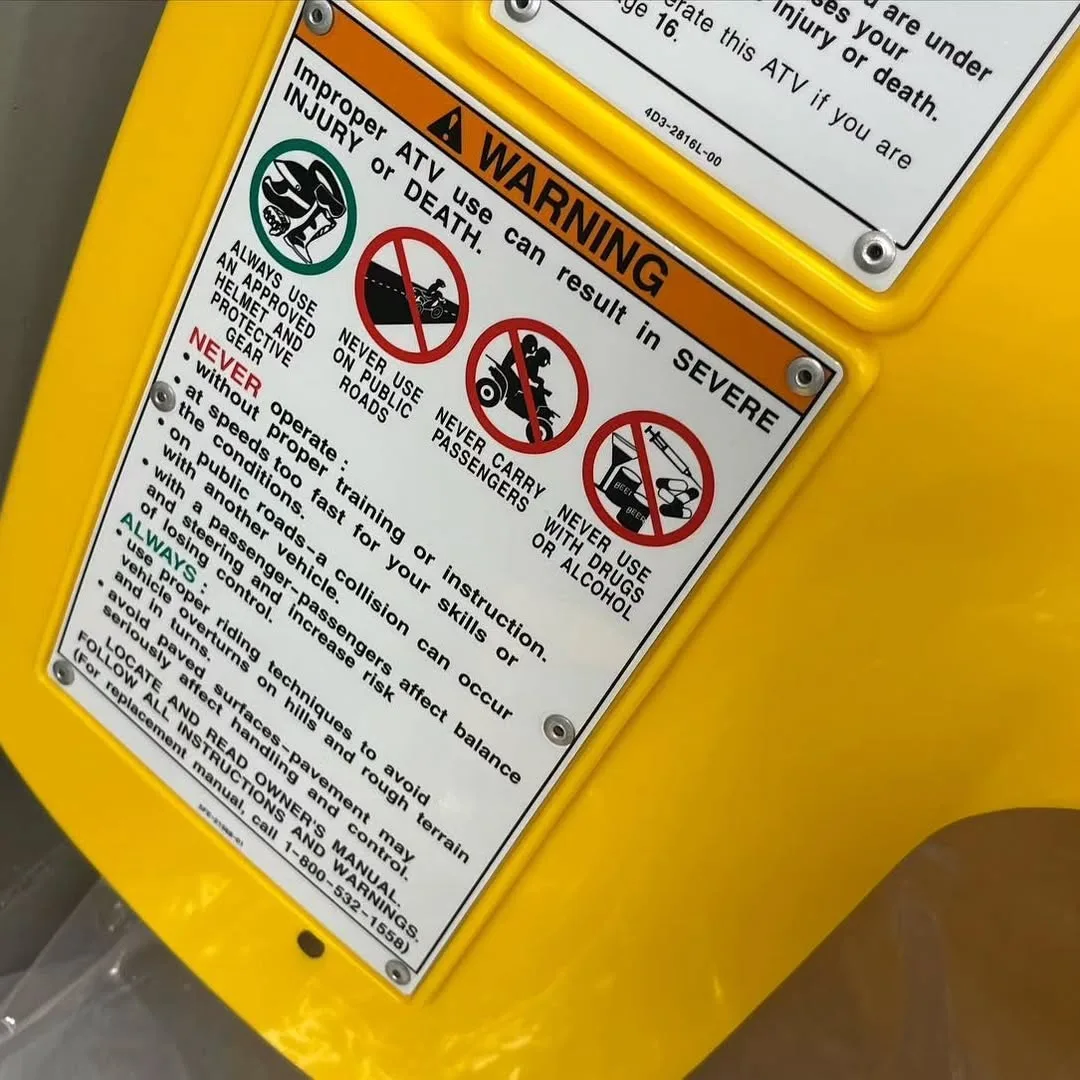 are under
ses your
injury or death.
erate this ATV if you are
ge 16.
4D3-2816L-00
WARNING
Improper ATV use can result in SEVERE
INJURY or DEATH.
ALWAYS USE
AN APPROVED
HELMET AND
PROTECTIVE
GEAR
NEVER USE
ON PUBLIC
ROADS
NEVER CARRY
PASSENGERS
BEER
BEER
NEVER USE
WITH DRUGS
OR ALCOHOL
NEVER operate :
• without proper training or instruction.
• at speeds too fast for your skills or
the conditions.
• on public roads-a collision can occur
with another vehicle.
• with a passenger-passengers affect balance
and steering and increase risk
of losing control.
ALWAYS :
• use proper riding techniques to avoid
vehicle overturns on hills and rough terrain
and in turns.
• avoid paved surfaces-pavement may
seriously affect handling and control.
LOCATE AND READ OWNER'S MANUAL.
FOLLOW ALL INSTRUCTIONS AND WARNINGS.
(For replacement manual, call 1-800-532-1558)